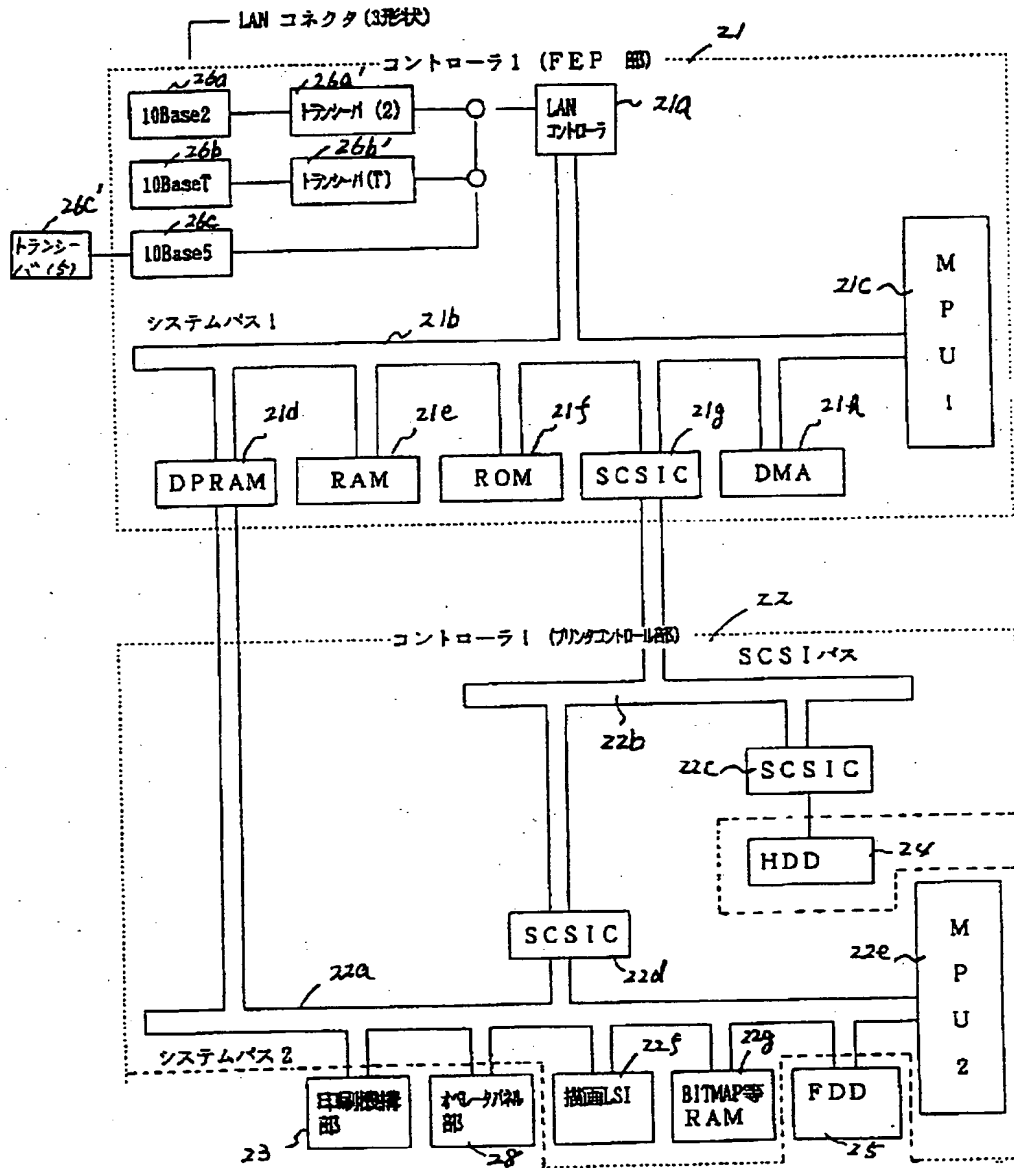 LAN コネクタ(3形状)
21
コントローラ1 (FEP 部)
26a
26a'
10Base2
トランシーバ (2)
LAN
コントローラ
21a
26b
26b'
10BaseT
トランシーバ(T)
26c'
26c
トランシー
バ(5)
10Base5
M
P
U
1
21c
システムバス1
21b
21d
21e
21f
21g
21h
DPRAM
RAM
ROM
SCSIC
DMA
22
コントローラ1 (プリンタコントロール部)
SCSIバス
22b
22c
SCSIC
HDD
24
SCSIC
22d
22a
M
P
U
2
22e
システムバス2
22f
22g
印刷機構
部
オペレータパネル
部
描画LSI
BITMAP等
RAM
FDD
23
28
25